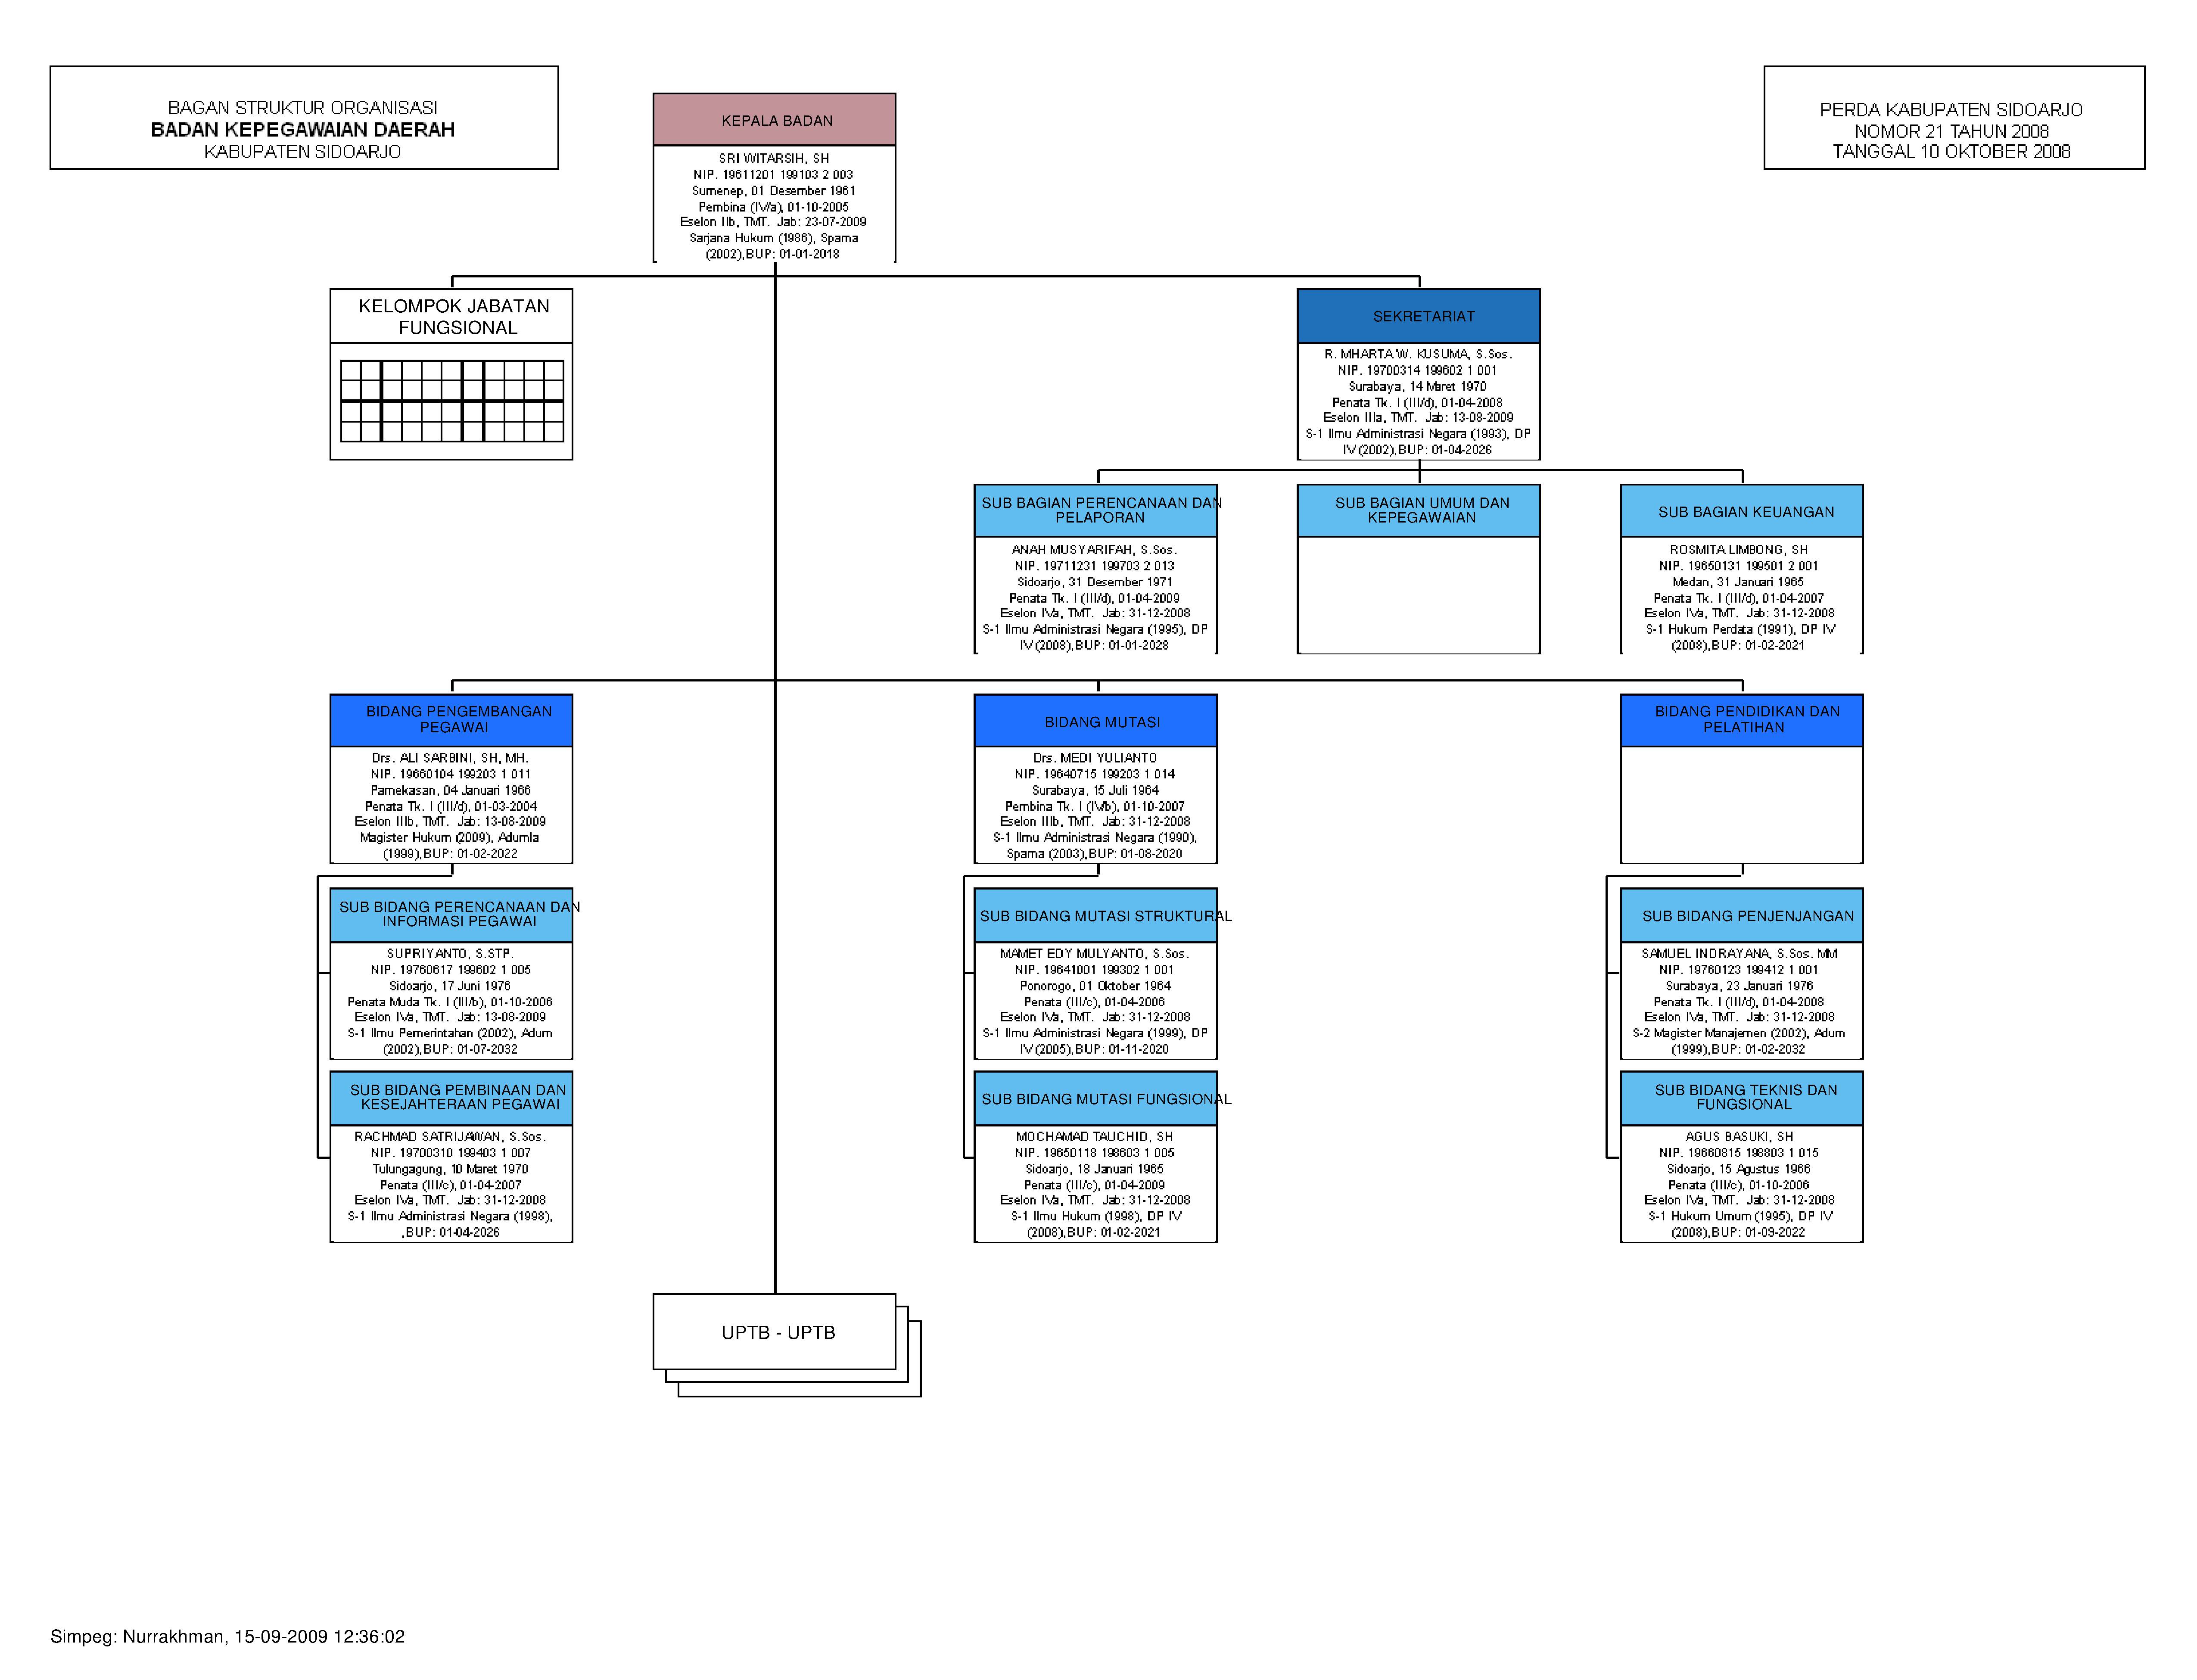 BAGAN STRUKTUR ORGANISASI
BADAN KEPEGAWAIAN DAERAH
KABUPATEN SIDOARJO
PERDA KABUPATEN SIDOARJO
NOMOR 21 TAHUN 2008
TANGGAL 10 OKTOBER 2008
KEPALA BADAN
SRI WITARSIH, SH
NIP. 19611201 199103 2 003
Sumenep, 01 Desember 1961
Pembina (IV/a), 01-10-2005
Eselon IIb, TMT. Jab: 23-07-2009
Sarjana Hukum (1986), Spama
(2002),BUP: 01-01-2018
KELOMPOK JABATAN
FUNGSIONAL
SEKRETARIAT
R. MHARTA W. KUSUMA, S.Sos.
NIP. 19700314 199602 1 001
Surabaya, 14 Maret 1970
Penata Tk. I (III/d), 01-04-2008
Eselon IIIa, TMT. Jab: 13-08-2009
S-1 Ilmu Administrasi Negara (1993), DP
IV (2002),BUP: 01-04-2026
SUB BAGIAN PERENCANAAN DAN
PELAPORAN
ANAH MUSYARIFAH, S.Sos.
NIP. 19711231 199703 2 013
Sidoarjo, 31 Desember 1971
Penata Tk. I (III/d), 01-04-2009
Eselon IVa, TMT. Jab: 31-12-2008
S-1 Ilmu Administrasi Negara (1995), DP
IV (2008),BUP: 01-01-2028
SUB BAGIAN UMUM DAN
KEPEGAWAIAN
SUB BAGIAN KEUANGAN
ROSMITA LIMBONG, SH
NIP. 19650131 199501 2 001
Medan, 31 Januari 1965
Penata Tk. I (III/d), 01-04-2007
Eselon IVa, TMT. Jab: 31-12-2008
S-1 Hukum Perdata (1991), DP IV
(2008),BUP: 01-02-2021
BIDANG PENGEMBANGAN
PEGAWAI
Drs. ALI SARBINI, SH, MH.
NIP. 19660104 199203 1 011
Pamekasan, 04 Januari 1966
Penata Tk. I (III/d), 01-03-2004
Eselon IIIb, TMT. Jab: 13-08-2009
Magister Hukum (2009), Adumla
(1999),BUP: 01-02-2022
BIDANG MUTASI
Drs. MEDI YULIANTO
NIP. 19640715 199203 1 014
Surabaya, 15 Juli 1964
Pembina Tk. I (IV/b), 01-10-2007
Eselon IIIb, TMT. Jab: 31-12-2008
S-1 Ilmu Administrasi Negara (1990),
Spama (2003),BUP: 01-08-2020
BIDANG PENDIDIKAN DAN
PELATIHAN
SUB BIDANG PERENCANAAN DAN
INFORMASI PEGAWAI
SUPRIYANTO, S.STP.
NIP. 19760617 199602 1 005
Sidoarjo, 17 Juni 1976
Penata Muda Tk. I (III/b), 01-10-2006
Eselon IVa, TMT. Jab: 13-08-2009
S-1 Ilmu Pemerintahan (2002), Adum
(2002),BUP: 01-07-2032
SUB BIDANG MUTASI STRUKTURAL
MAMET EDY MULYANTO, S.Sos.
NIP. 19641001 199302 1 001
Ponorogo, 01 Oktober 1964
Penata (III/c), 01-04-2006
Eselon IVa, TMT. Jab: 31-12-2008
S-1 Ilmu Administrasi Negara (1999), DP
IV (2005),BUP: 01-11-2020
SUB BIDANG PENJENJANGAN
SAMUEL INDRAYANA, S.Sos. MM
NIP. 19760123 199412 1 001
Surabaya, 23 Januari 1976
Penata Tk. I (III/d), 01-04-2008
Eselon IVa, TMT. Jab: 31-12-2008
S-2 Magister Manajemen (2002), Adum
(1999),BUP: 01-02-2032
SUB BIDANG PEMBINAAN DAN
KESEJAHTERAAN PEGAWAI
RACHMAD SATRIJAWAN, S.Sos.
NIP. 19700310 199403 1 007
Tulungagung, 10 Maret 1970
Penata (III/c), 01-04-2007
Eselon IVa, TMT. Jab: 31-12-2008
S-1 Ilmu Administrasi Negara (1998),
,BUP: 01-04-2026
SUB BIDANG MUTASI FUNGSIONAL
MOCHAMAD TAUCHID, SH
NIP. 19650118 198603 1 005
Sidoarjo, 18 Januari 1965
Penata (III/c), 01-04-2009
Eselon IVa, TMT. Jab: 31-12-2008
S-1 Ilmu Hukum (1998), DP IV
(2008),BUP: 01-02-2021
SUB BIDANG TEKNIS DAN
FUNGSIONAL
AGUS BASUKI, SH
NIP. 19660815 198803 1 015
Sidoarjo, 15 Agustus 1966
Penata (III/c), 01-10-2006
Eselon IVa, TMT. Jab: 31-12-2008
S-1 Hukum Umum (1995), DP IV
(2008),BUP: 01-09-2022
UPTB - UPTB
Simpeg: Nurrakhman, 15-09-2009 12:36:02